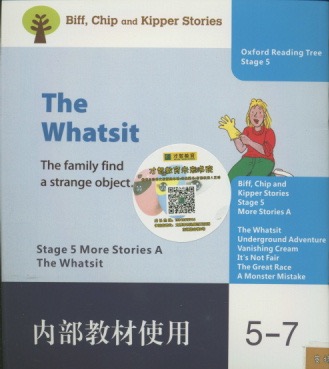 Biff, Chip and Kipper Stories
Oxford Reading Tree
Stage 5
The
Whatsit
The family find
a strange object.
Biff, Chip and
Kipper Stories
Stage 5
More Stories A
The Whatsit
Underground Adventure
Vanishing Cream
It's Not Fair
The Great Race
A Monster Mistake
Stage 5 More Stories A
The Whatsit
内部教材使用
5-7